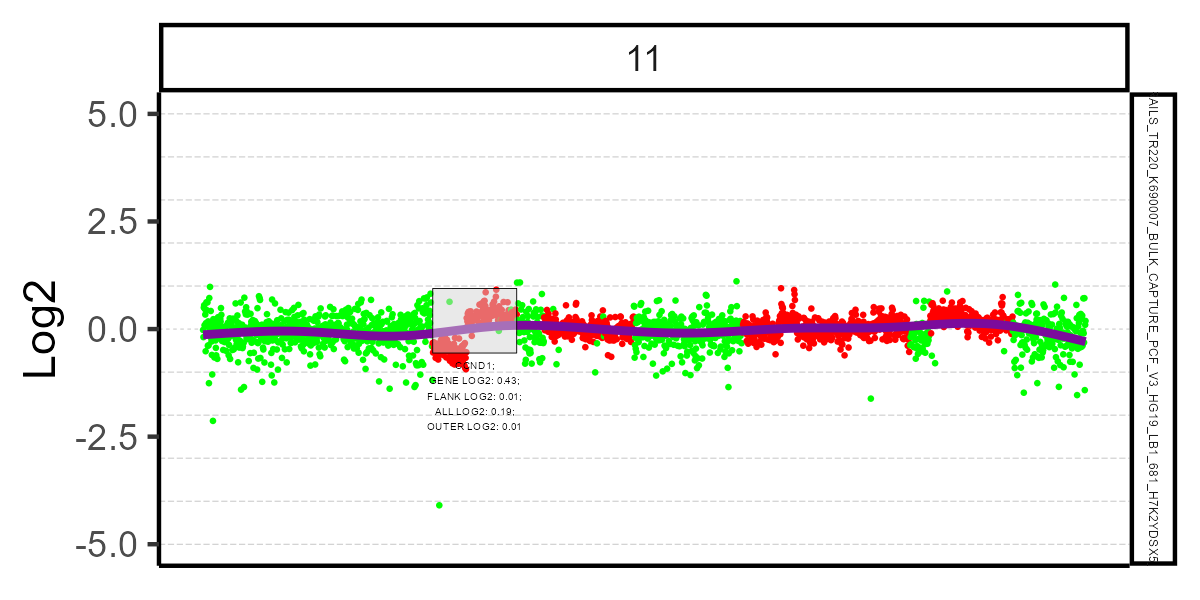 11
5.0
2.5
0.0
-2.5
-5.0
Log2
CCND1;
GENE LOG2: 0.43;
FLANK LOG2: 0.01;
ALL LOG2: 0.19;
OUTER LOG2: 0.01
AILS_TR220_K690007_BULK_CAPTURE_PCF_V3_HG19_LB1_681_H7K2YDSX5